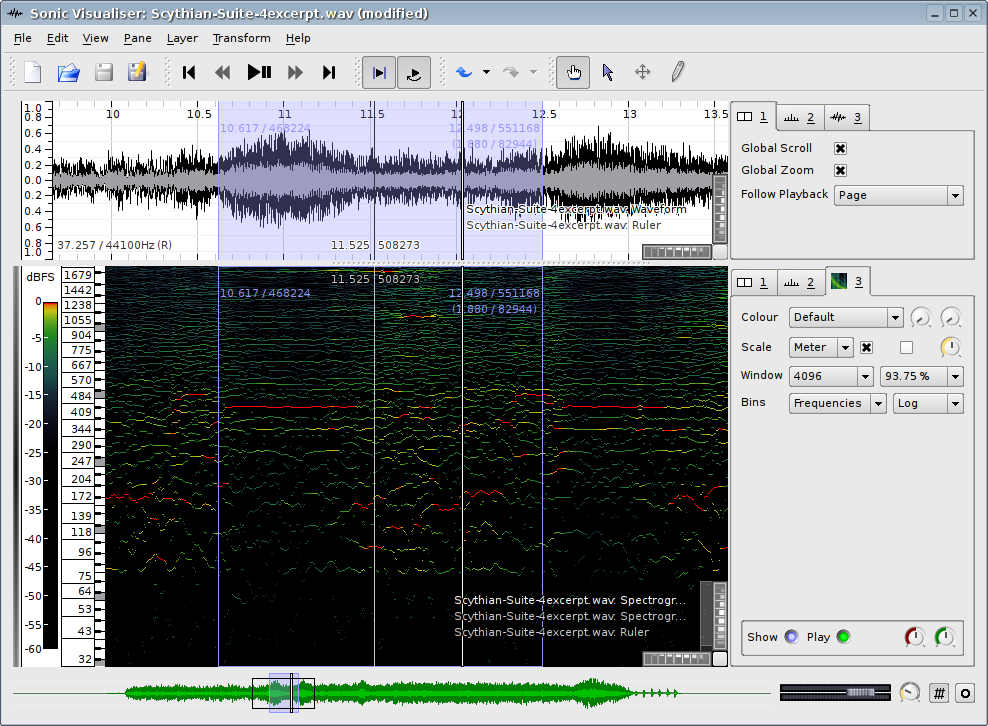 Sonic Visualiser: Scythian-Suite-4excerpt.wav (modified)
File Edit View Pane Layer Transform Help
1.0 10 10.5 11 11.5 12 12.5 13 13.5
0.8
0.6
0.4
0.2
0.0
0.2
0.4
0.6
0.8
1.0
10.617 / 468224 12.498 / 551168
(1.880 / 82944)
Scythian-Suite-4excerpt.wav: Waveform
Scythian-Suite-4excerpt.wav: Ruler
37.257 / 44100Hz (R) 11.525 508273
1 2 3
Global Scroll
Global Zoom
Follow Playback Page
dBFS
0
-5
-10
-15
-20
-25
-30
-35
-40
-45
-50
-55
-60
1679
1442
1238
1055
904
775
667
570
484
409
344
290
247
204
172
139
118
96
75
64
53
43
32
11.525 508273
10.617 / 468224 12.498 / 551168
(1.880 / 82944)
Scythian-Suite-4excerpt.wav: Spectrogr...
Scythian-Suite-4excerpt.wav: Spectrogr...
Scythian-Suite-4excerpt.wav: Ruler
1 2 3
Colour Default
Scale Meter
Window 4096 93.75 %
Bins Frequencies Log
Show Play
#